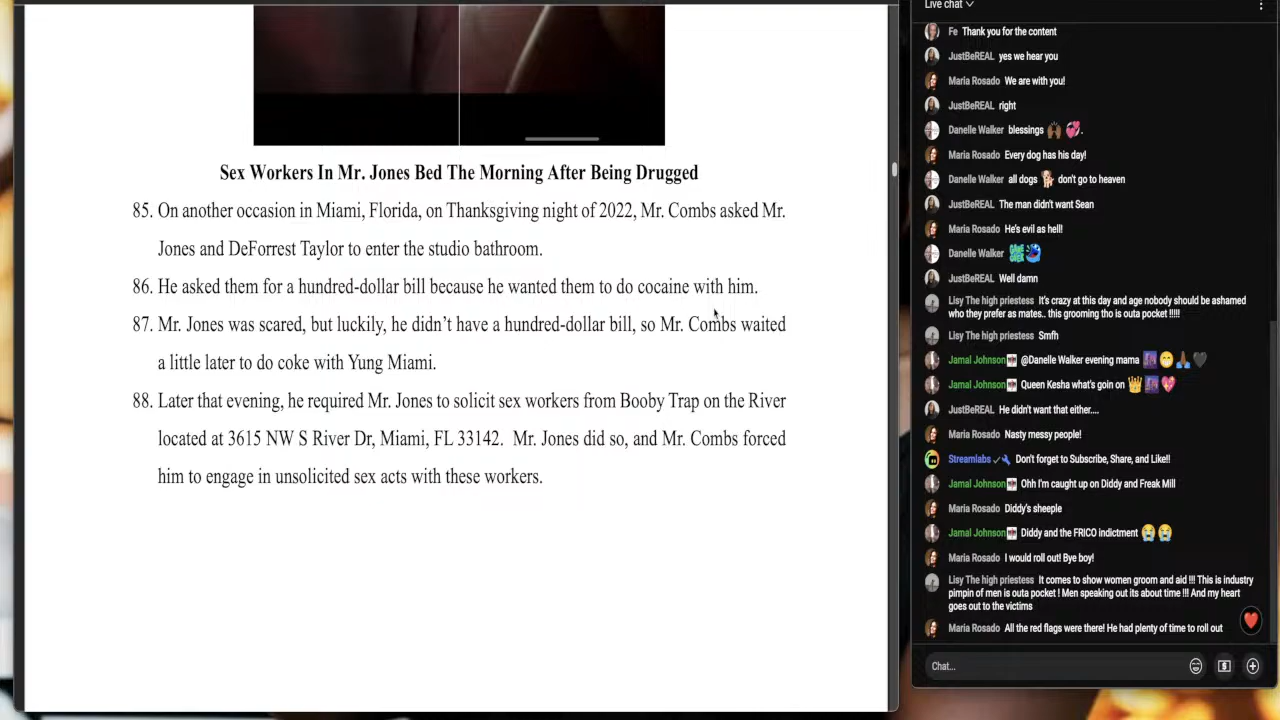 Sex Workers In Mr. Jones Bed The Morning After Being Drugged
85. On another occasion in Miami, Florida, on Thanksgiving night of 2022, Mr. Combs asked Mr.
Jones and DeForrest Taylor to enter the studio bathroom.
86. He asked them for a hundred-dollar bill because he wanted them to do cocaine with him.
87. Mr. Jones was scared, but luckily, he didn't have a hundred-dollar bill, so Mr. Combs waited
a little later to do coke with Yung Miami.
88. Later that evening, he required Mr. Jones to solicit sex workers from Booby Trap on the River
located at 3615 NW S River Dr, Miami, FL 33142. Mr. Jones did so, and Mr. Combs forced
him to engage in unsolicited sex acts with these workers.
Live chat
Fe Thank you for the content
JustBeREAL yes we hear you
Maria Rosado We are with you!
JustBeREAL right
Danelle Walker blessings 🙌🏾 💞.
Maria Rosado Every dog has his day!
Danelle Walker all dogs 🐕 don't go to heaven
JustBeREAL The man didn't want Sean
Maria Rosado He's evil as hell!
Danelle Walker
JustBeREAL Well damn
Lisy The high priestess It's crazy at this day and age nobody should be ashamed
who they prefer as mates.. this grooming tho is outa pocket !!!!!
Lisy The high priestess Smfh
Jamal Johnson @Danelle Walker evening mama 🌆 😁 🙏🏾 🖤
Jamal Johnson Queen Kesha what's goin on 👑 🌆 💖
JustBeREAL He didn't want that either....
Maria Rosado Nasty messy people!
Streamlabs Don't forget to Subscribe, Share, and Like!!
Jamal Johnson Ohh I'm caught up on Diddy and Freak Mill
Maria Rosado Diddy's sheeple
Jamal Johnson Diddy and the FRICO indictment 😭 😭
Maria Rosado I would roll out! Bye boy!
Lisy The high priestess It comes to show women groom and aid !!! This is industry
pimpin of men is outa pocket ! Men speaking out its about time !!! And my heart
goes out to the victims
Maria Rosado All the red flags were there! He had plenty of time to roll out
Chat...